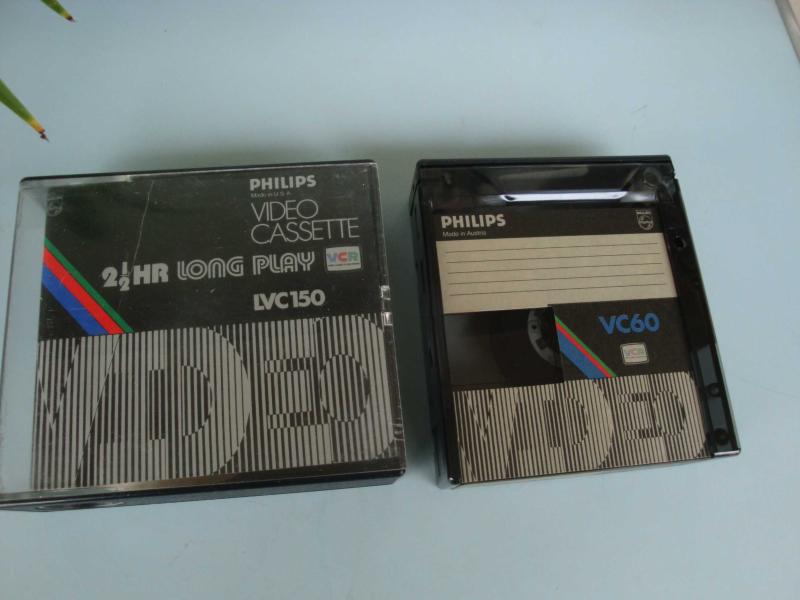 PHILIPS
Made in U.S.A.
VIDEO
CASSETTE
2½HR LONG PLAY
VCR
LVC150
VIDEO
PHILIPS
Made in Austria
PHILIPS
VC60
VCR
VIDEO